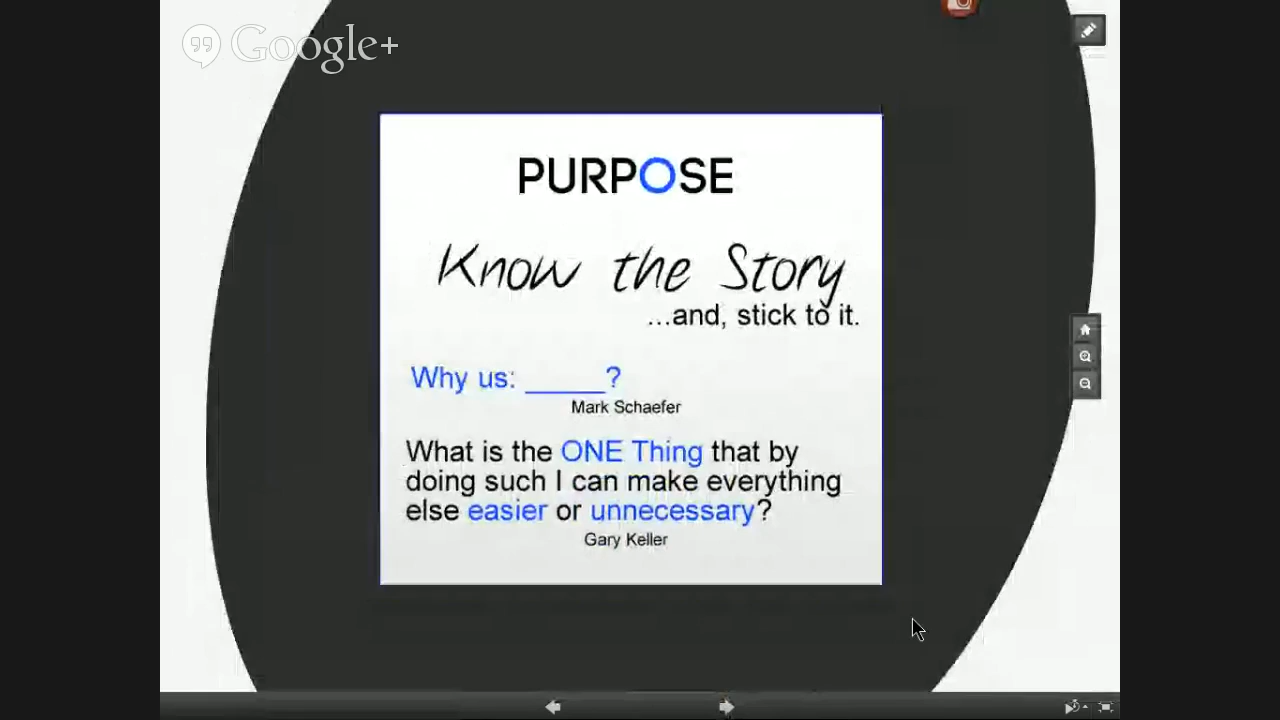 Google+
PURPOSE
Know the Story
...and, stick to it.
Why us: _____?
Mark Schaefer
What is the ONE Thing that by
doing such I can make everything
else easier or unnecessary?
Gary Keller